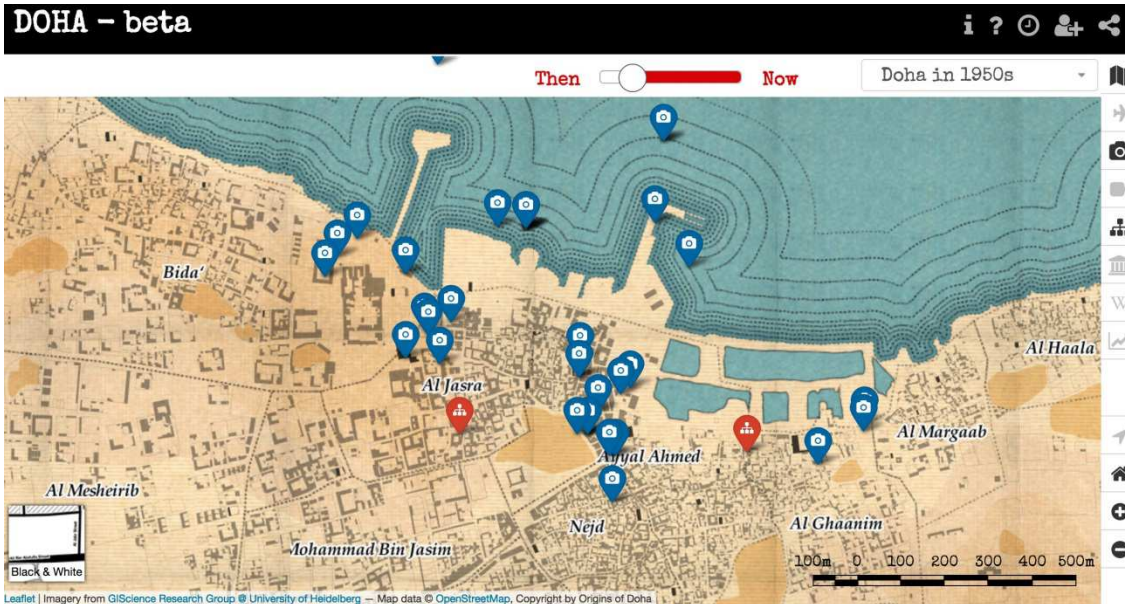 DOHA - beta
i ?
Then
Now
Doha in 1950s
Bida'
Al Haala
Al Jasra
Al Margaab
Ayyal Ahmed
Al Mesheirib
Nejd
Al Ghaanim
Mohammad Bin Jasim
100m 0 100 200 300 400 500m
Black & White
Leaflet | Imagery from GIScience Research Group @ University of Heidelberg — Map data © OpenStreetMap, Copyright by Origins of Doha